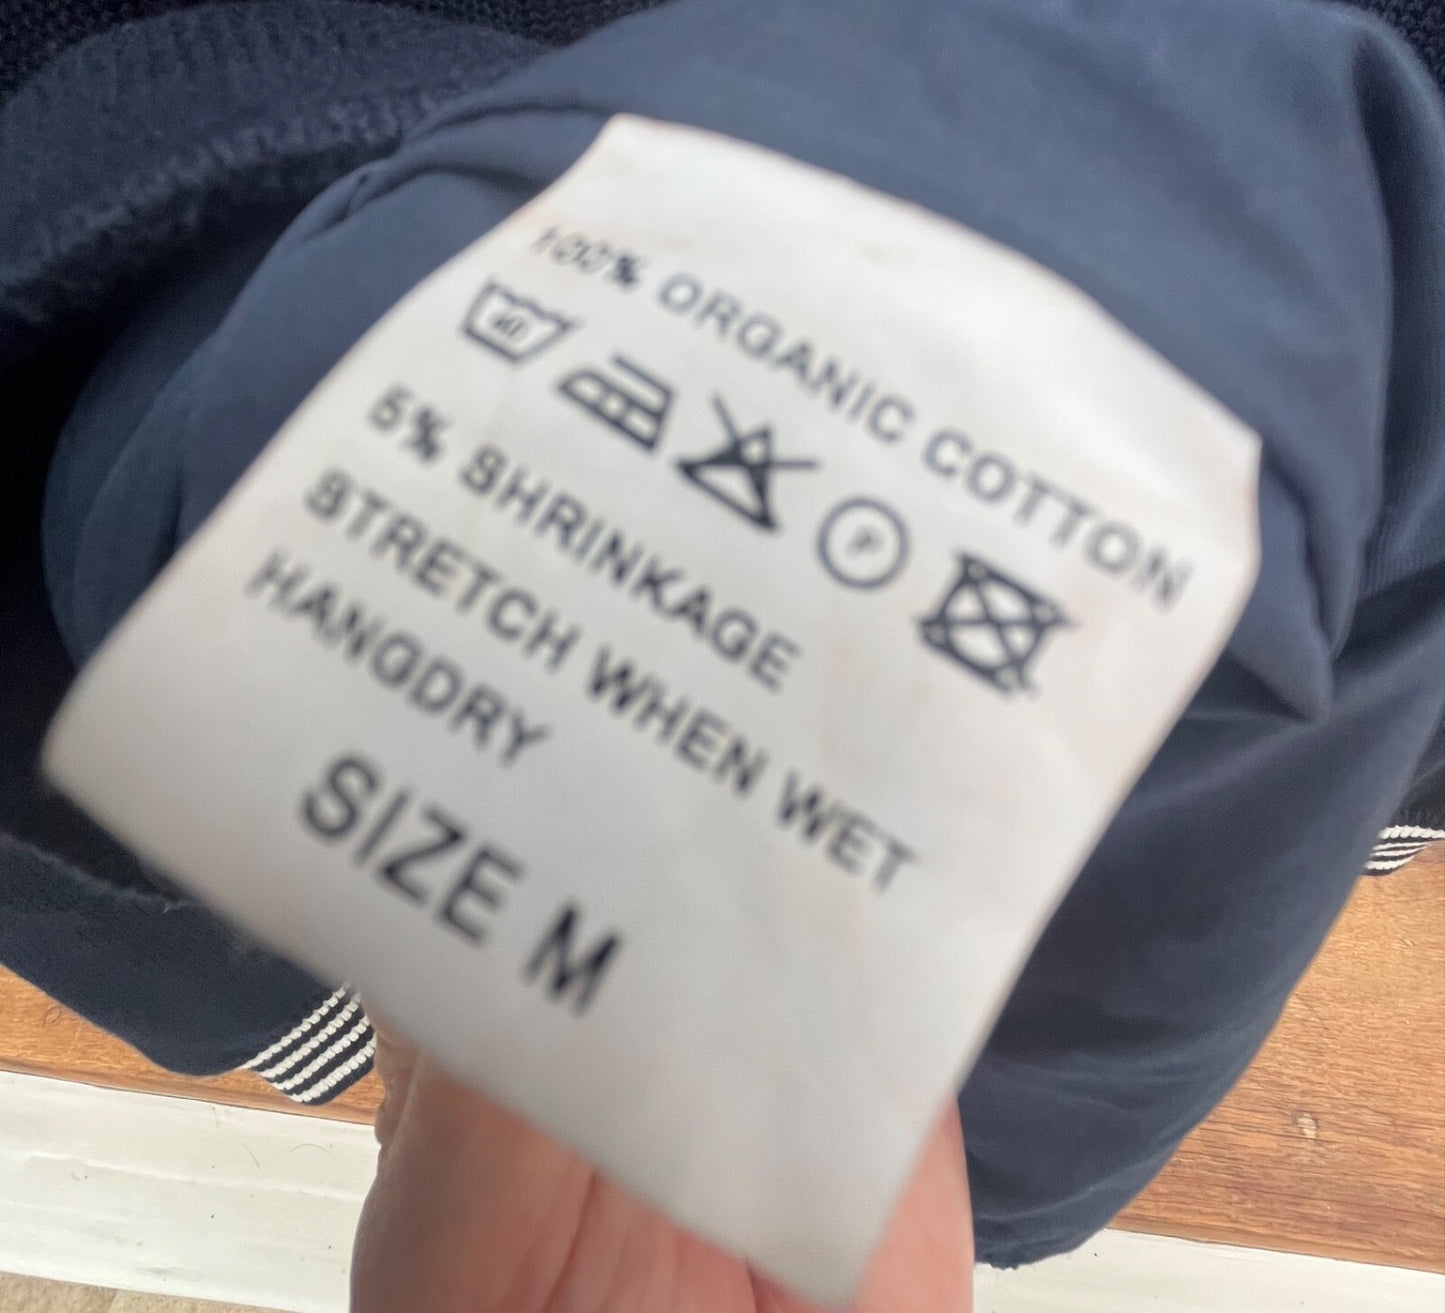 100% ORGANIC COTTON
P
5% SHRINKAGE
STRETCH WHEN WET
HANGDRY
SIZE M